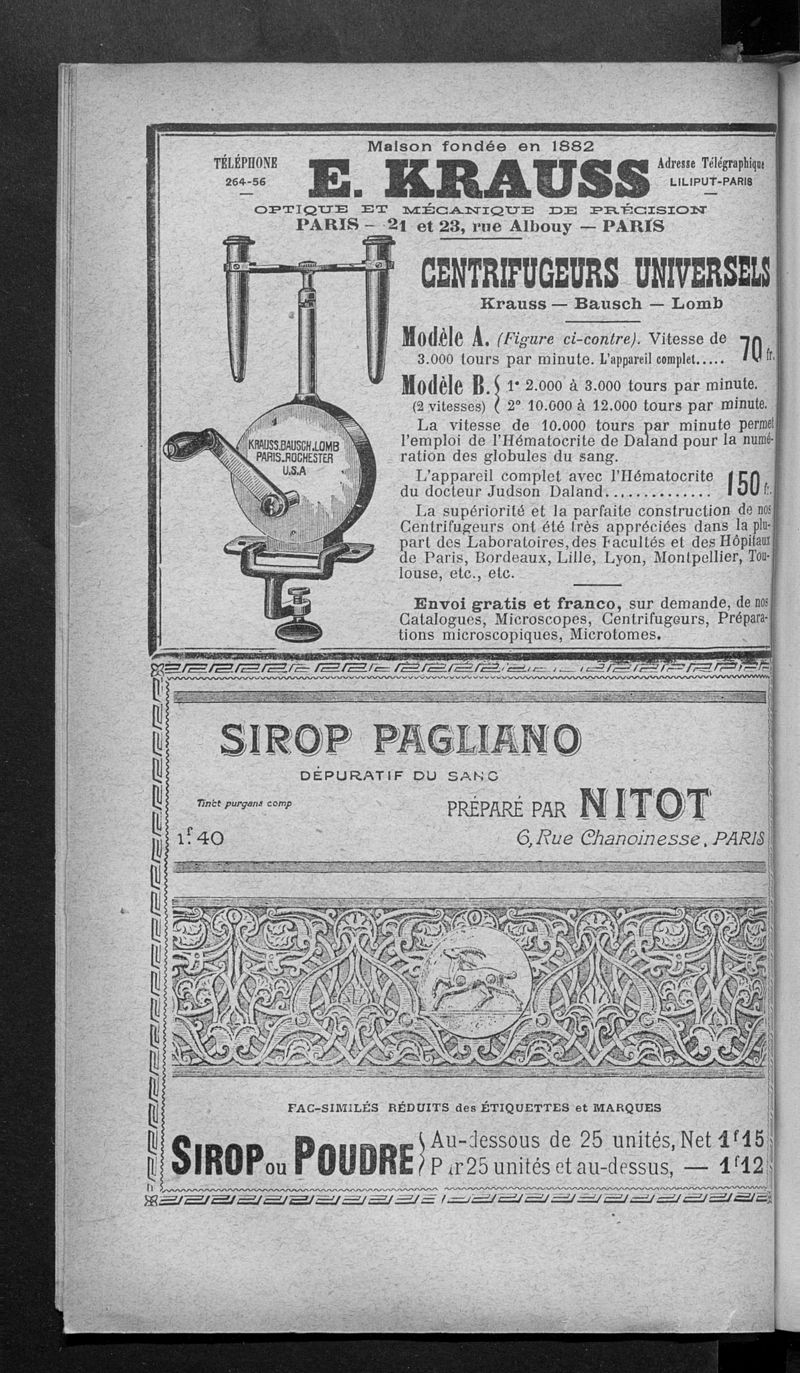 Maison fondée en 1882
TÉLÉPHONE
264-56
E. KRAUSS
Adresse Télégraphique
LILIPUT-PARIS
OPTIQUE ET MÉCANIQUE DE PRÉCISION
PARIS — 21 et 23, rue Albouy — PARIS
CENTRIFUGEURS UNIVERSELS
Krauss — Bausch — Lomb
Modèle A. (Figure ci-contre). Vitesse de
3.000 tours par minute. L'appareil complet..... 70 fr.
Modèle B. { 1° 2.000 à 3.000 tours par minute.
(2 vitesses) { 2° 10.000 à 12.000 tours par minute.
La vitesse de 10.000 tours par minute permet
l'emploi de l'Hématocrite de Daland pour la numé-
ration des globules du sang.
L'appareil complet avec l'Hématocrite
du docteur Judson Daland.............. 150 fr.
La supériorité et la parfaite construction de nos
Centrifugeurs ont été très appréciées dans la plu-
part des Laboratoires, des Facultés et des Hôpitaux
de Paris, Bordeaux, Lille, Lyon, Montpellier, Tou-
louse, etc., etc.
Envoi gratis et franco, sur demande, de nos
Catalogues, Microscopes, Centrifugeurs, Prépara-
tions microscopiques, Microtomes.
KRAUSS.BAUSCH.LOMB
PARIS_ROCHESTER
U.S.A
SIROP PAGLIANO
DÉPURATIF DU SANG
Tinct purgans comp
PRÉPARÉ PAR NITOT
1f.40
6, Rue Chanoinesse, PARIS
FAC-SIMILÉS RÉDUITS des ÉTIQUETTES et MARQUES
SIROP ou POUDRE { Au-dessous de 25 unités, Net 1f15
Par 25 unités et au-dessus, — 1f12